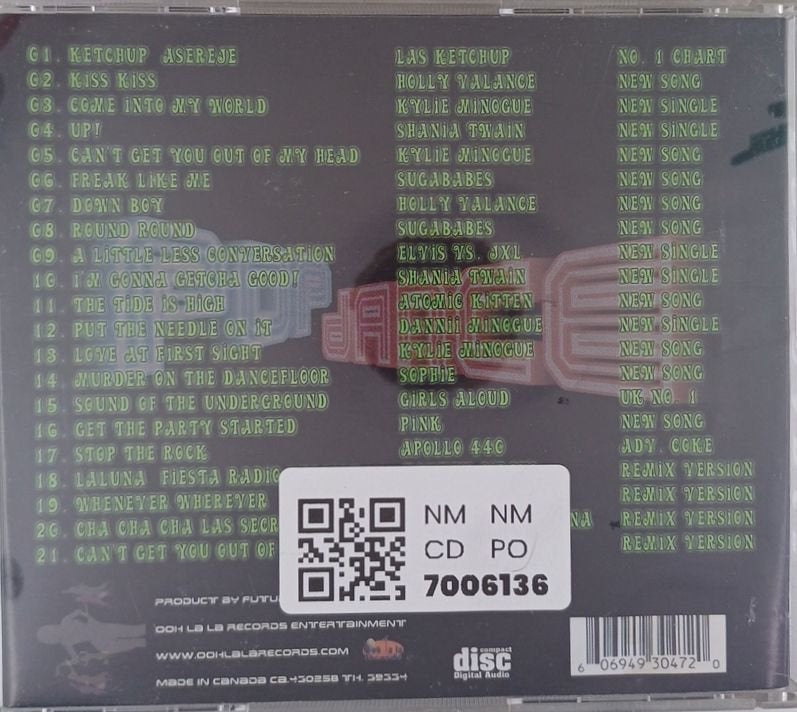 01. KETCHUP ASEREJE LAS KETCHUP NO. 1 CHART
02. KISS KISS HOLLY VALANCE NEW SONG
03. COME INTO MY WORLD KYLIE MINOGUE NEW SINGLE
04. UP! SHANIA TWAIN NEW SINGLE
05. CAN'T GET YOU OUT OF MY HEAD KYLIE MINOGUE NEW SONG
06. FREAK LIKE ME SUGABABES NEW SONG
07. DOWN BOY HOLLY VALANCE NEW SONG
08. ROUND ROUND SUGABABES NEW SONG
09. A LITTLE LESS CONVERSATION ELVIS VS. JXL NEW SINGLE
10. I'M GONNA GETCHA GOOD! SHANIA TWAIN NEW SINGLE
11. THE TIDE IS HIGH ATOMIC KITTEN NEW SONG
12. PUT THE NEEDLE ON IT DANNII MINOGUE NEW SINGLE
13. LOVE AT FIRST SIGHT KYLIE MINOGUE NEW SONG
14. MURDER ON THE DANCEFLOOR SOPHIE NEW SONG
15. SOUND OF THE UNDERGROUND GIRLS ALOUD UK NO. 1
16. GET THE PARTY STARTED PINK NEW SONG
17. STOP THE ROCK APOLLO 440 ADV. COKE
18. LALUNA FIESTA RADIO REMIX VERSION
19. WHENEVER WHEREVER REMIX VERSION
20. CHA CHA CHA LAS SECR NA REMIX VERSION
21. CAN'T GET YOU OUT OF REMIX VERSION
NM NM
CD PO
7006136
PRODUCT BY FUTU
OOH LA LA RECORDS ENTERTAINMENT
WWW.OOHLALARECORDS.COM
MADE IN CANADA CA.430258 TH. 39334
COMPACT
disc
Digital Audio
6 06949 30472 0